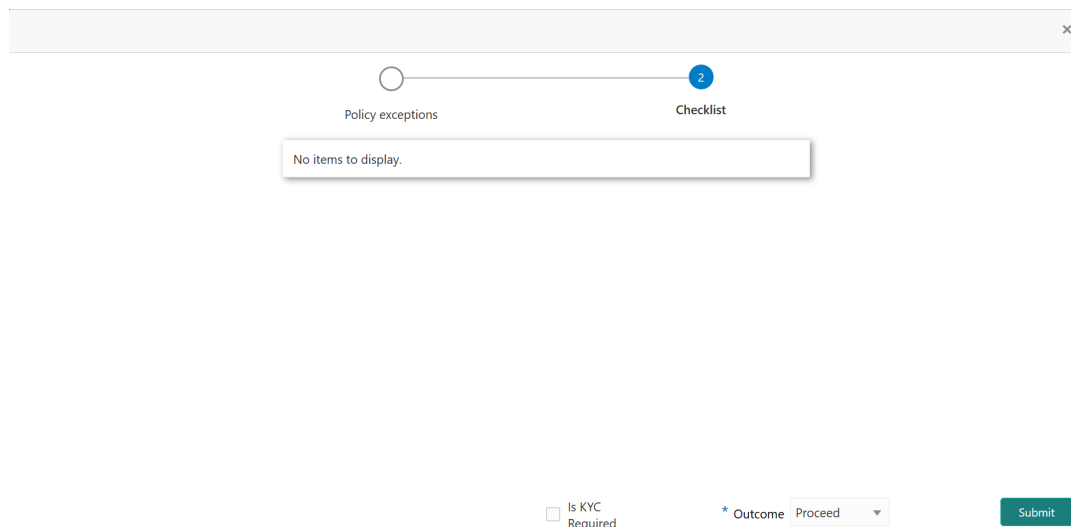 ×
2
Policy exceptions
Checklist
No items to display.
Is KYC
Required
* Outcome Proceed
Submit